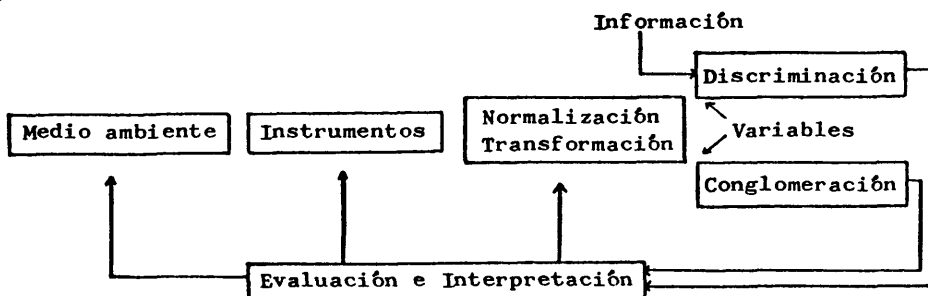 Información
Discriminación
Medio ambiente
Instrumentos
Normalización
Transformación
Variables
Conglomeración
Evaluación e Interpretación